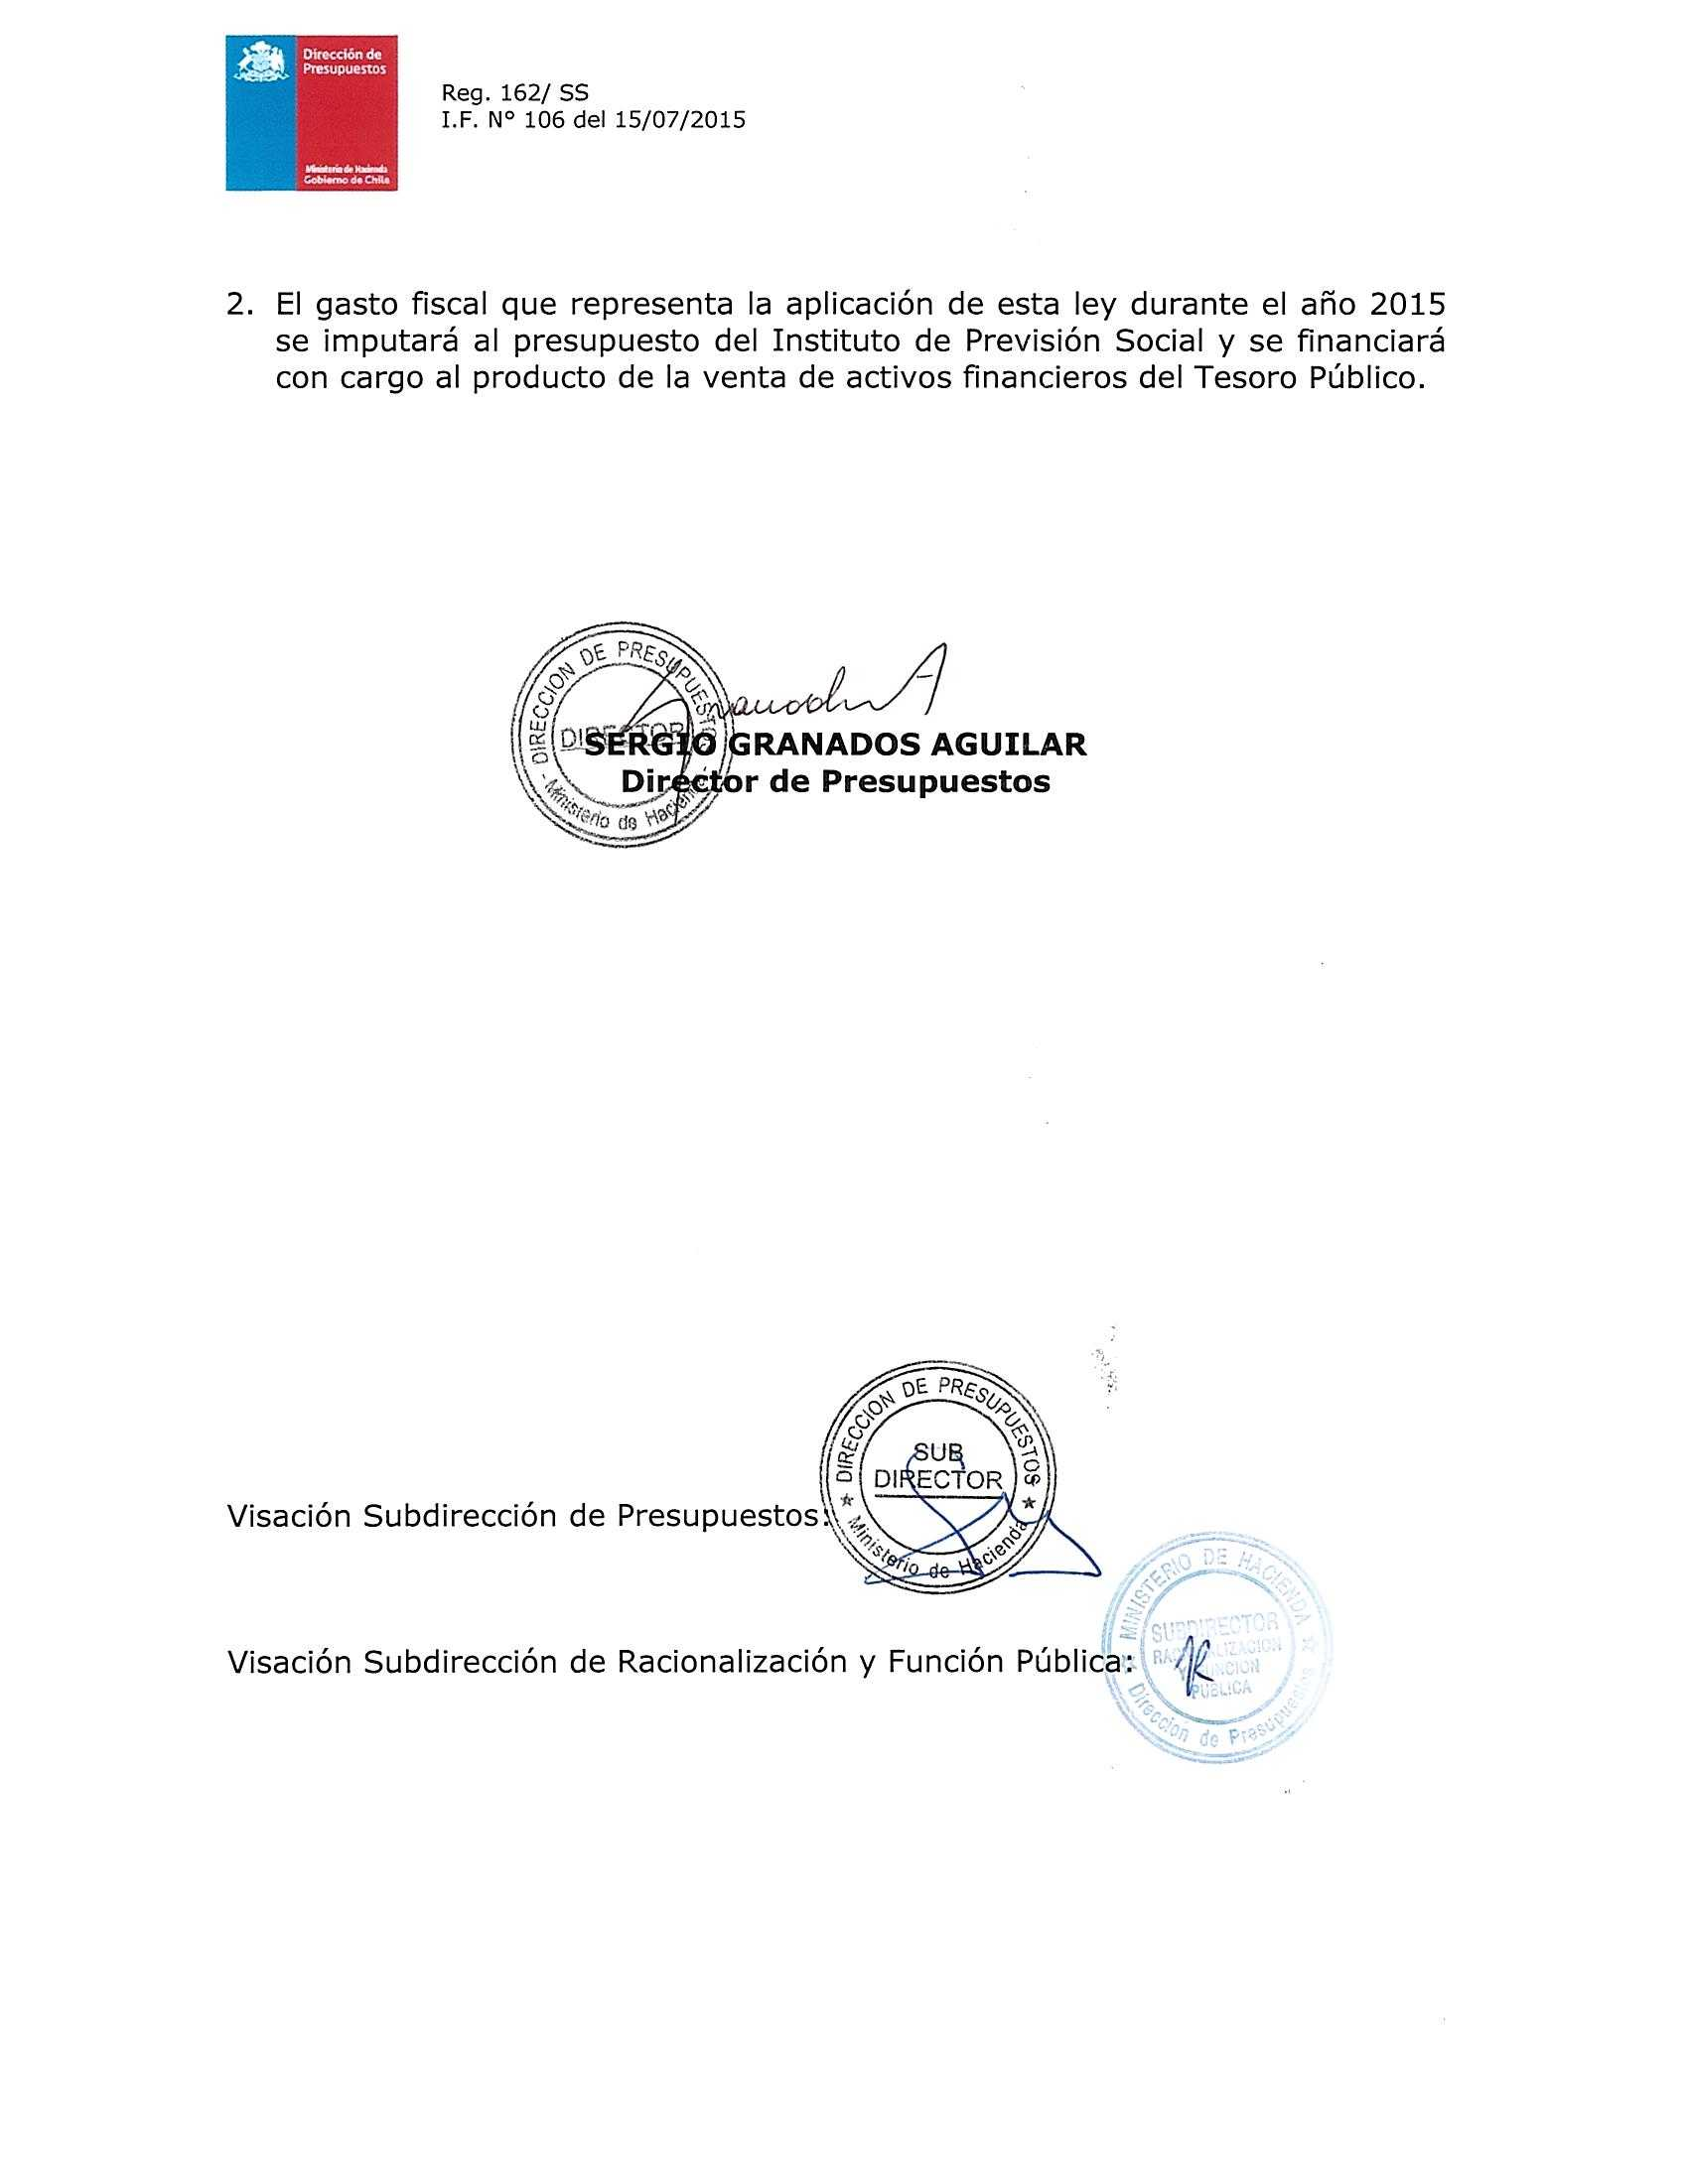 Dirección de
Presupuestos
Ministerio de Hacienda
Gobierno de Chile
Reg. 162/ SS
I.F. N° 106 del 15/07/2015
2. El gasto fiscal que representa la aplicación de esta ley durante el año 2015
se imputará al presupuesto del Instituto de Previsión Social y se financiará
con cargo al producto de la venta de activos financieros del Tesoro Público.
DIRECCION DE PRESUPUESTOS
DIRECTOR
- Ministerio de Hacienda -
SERGIO GRANADOS AGUILAR
Director de Presupuestos
DIRECCION DE PRESUPUESTOS
SUB
DIRECTOR
Ministerio de Hacienda
Visación Subdirección de Presupuestos:
MINISTERIO DE HACIENDA
SUBDIRECTOR
RACIONALIZACION
Y FUNCION
PUBLICA
Dirección de Presupuestos
Visación Subdirección de Racionalización y Función Pública: